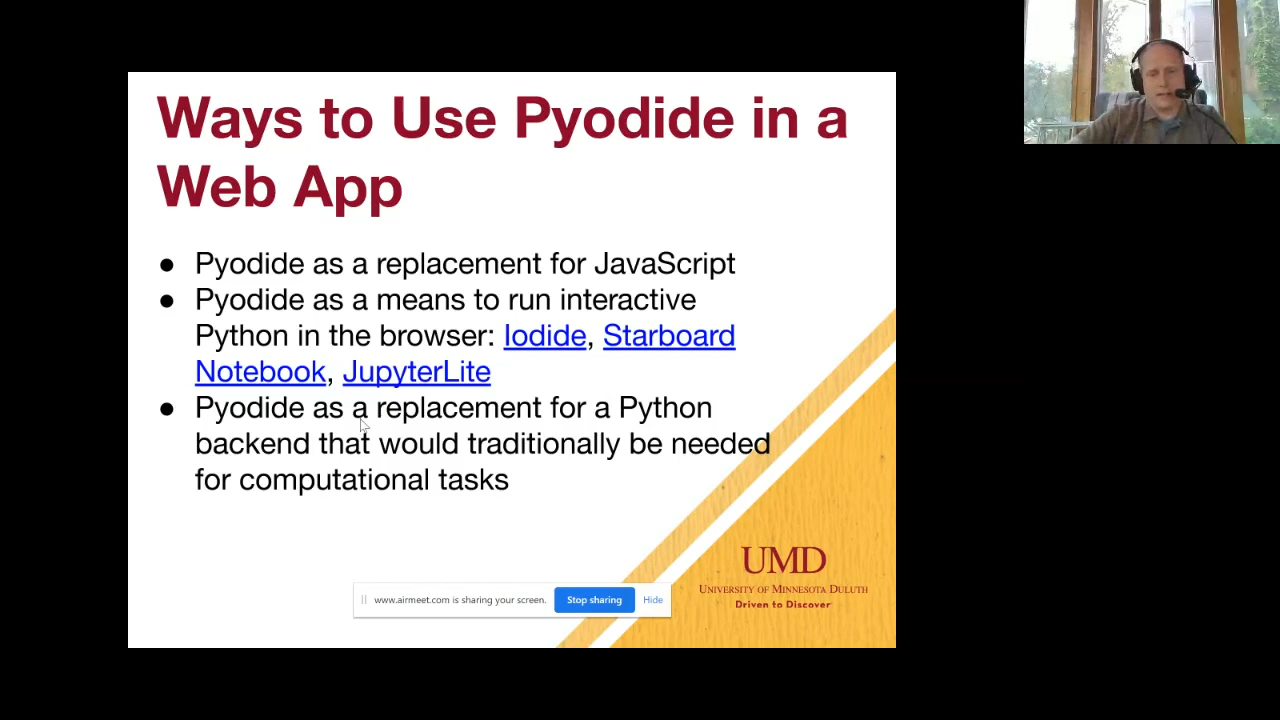 Ways to Use Pyodide in a
Web App
● Pyodide as a replacement for JavaScript
● Pyodide as a means to run interactive
Python in the browser: Iodide, Starboard
Notebook, JupyterLite
● Pyodide as a replacement for a Python
backend that would traditionally be needed
for computational tasks
UMD
UNIVERSITY OF MINNESOTA DULUTH
Driven to Discover
www.airmeet.com is sharing your screen. Stop sharing Hide